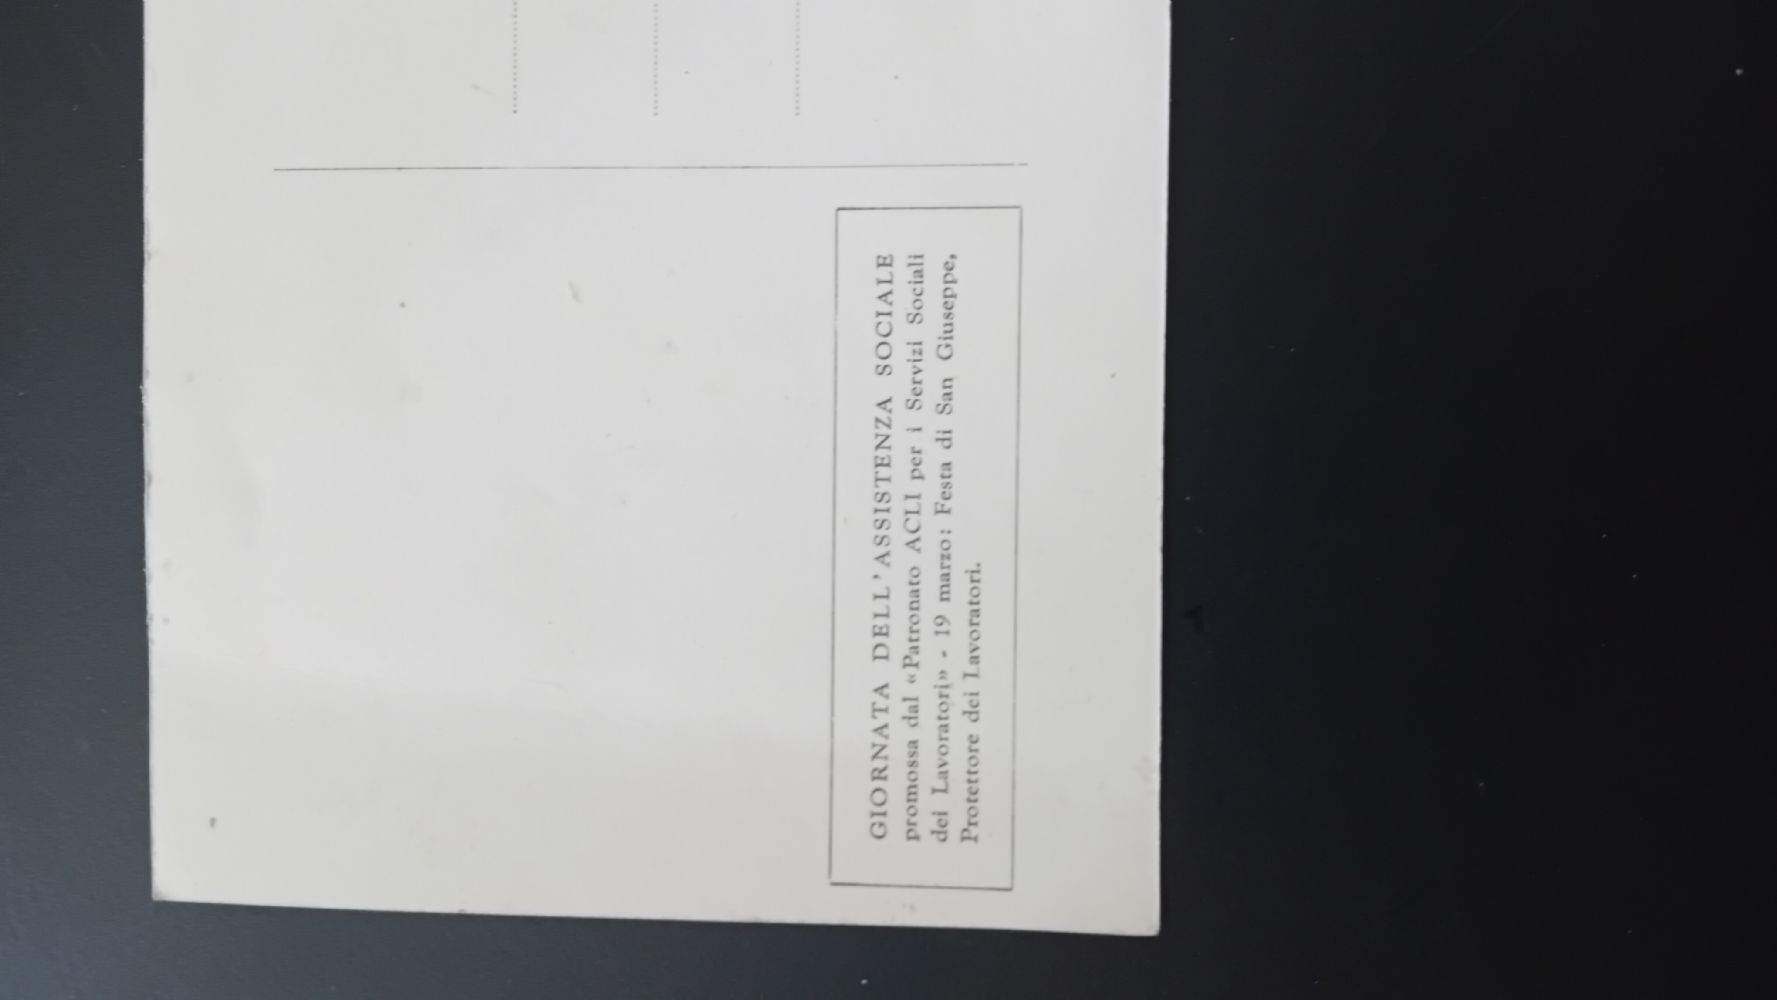 GIORNATA DELL'ASSISTENZA SOCIALE
promossa dal «Patronato ACLI per i Servizi Sociali
dei Lavoratori» - 19 marzo: Festa di San Giuseppe,
Protettore dei Lavoratori.